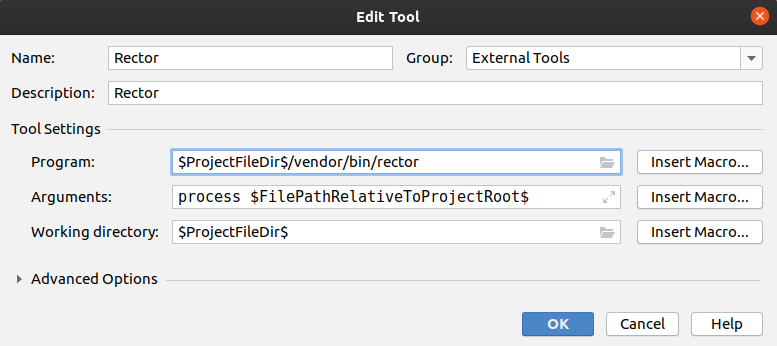 Edit Tool
Name: Rector Group: External Tools
Description: Rector
Tool Settings
Program: $ProjectFileDir$/vendor/bin/rector Insert Macro...
Arguments: process $FilePathRelativeToProjectRoot$ Insert Macro...
Working directory: $ProjectFileDir$ Insert Macro...
Advanced Options
OK Cancel Help